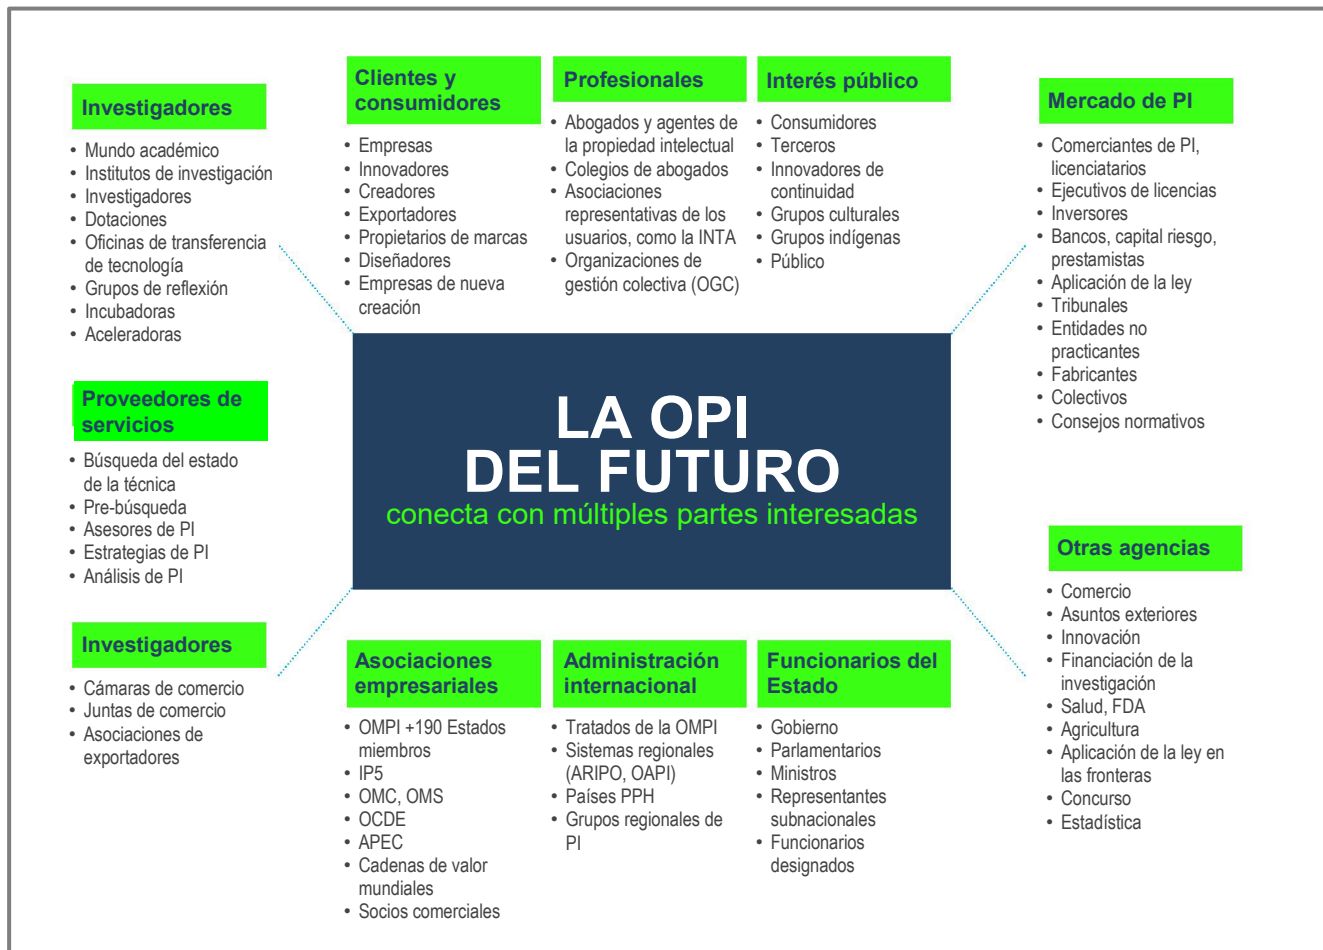 Investigadores
• Mundo académico
• Institutos de investigación
• Investigadores
• Dotaciones
• Oficinas de transferencia
de tecnología
• Grupos de reflexión
• Incubadoras
• Aceleradoras
Clientes y
consumidores
• Empresas
• Innovadores
• Creadores
• Exportadores
• Propietarios de marcas
• Diseñadores
• Empresas de nueva
creación
Profesionales
• Abogados y agentes de
la propiedad intelectual
• Colegios de abogados
• Asociaciones
representativas de los
usuarios, como la INTA
• Organizaciones de
gestión colectiva (OGC)
Interés público
• Consumidores
• Terceros
• Innovadores de
continuidad
• Grupos culturales
• Grupos indígenas
• Público
Mercado de PI
• Comerciantes de PI,
licenciatarios
• Ejecutivos de licencias
• Inversores
• Bancos, capital riesgo,
prestamistas
• Aplicación de la ley
• Tribunales
• Entidades no
practicantes
• Fabricantes
• Colectivos
• Consejos normativos
Proveedores de
servicios
• Búsqueda del estado
de la técnica
• Pre-búsqueda
• Asesores de PI
• Estrategias de PI
• Análisis de PI
LA OPI
DEL FUTURO
conecta con múltiples partes interesadas
Otras agencias
• Comercio
• Asuntos exteriores
• Innovación
• Financiación de la
investigación
• Salud, FDA
• Agricultura
• Aplicación de la ley en
las fronteras
• Concurso
• Estadística
Investigadores
• Cámaras de comercio
• Juntas de comercio
• Asociaciones de
exportadores
Asociaciones
empresariales
• OMPI +190 Estados
miembros
• IP5
• OMC, OMS
• OCDE
• APEC
• Cadenas de valor
mundiales
• Socios comerciales
Administración
internacional
• Tratados de la OMPI
• Sistemas regionales
(ARIPO, OAPI)
• Países PPH
• Grupos regionales de
PI
Funcionarios del
Estado
• Gobierno
• Parlamentarios
• Ministros
• Representantes
subnacionales
• Funcionarios
designados